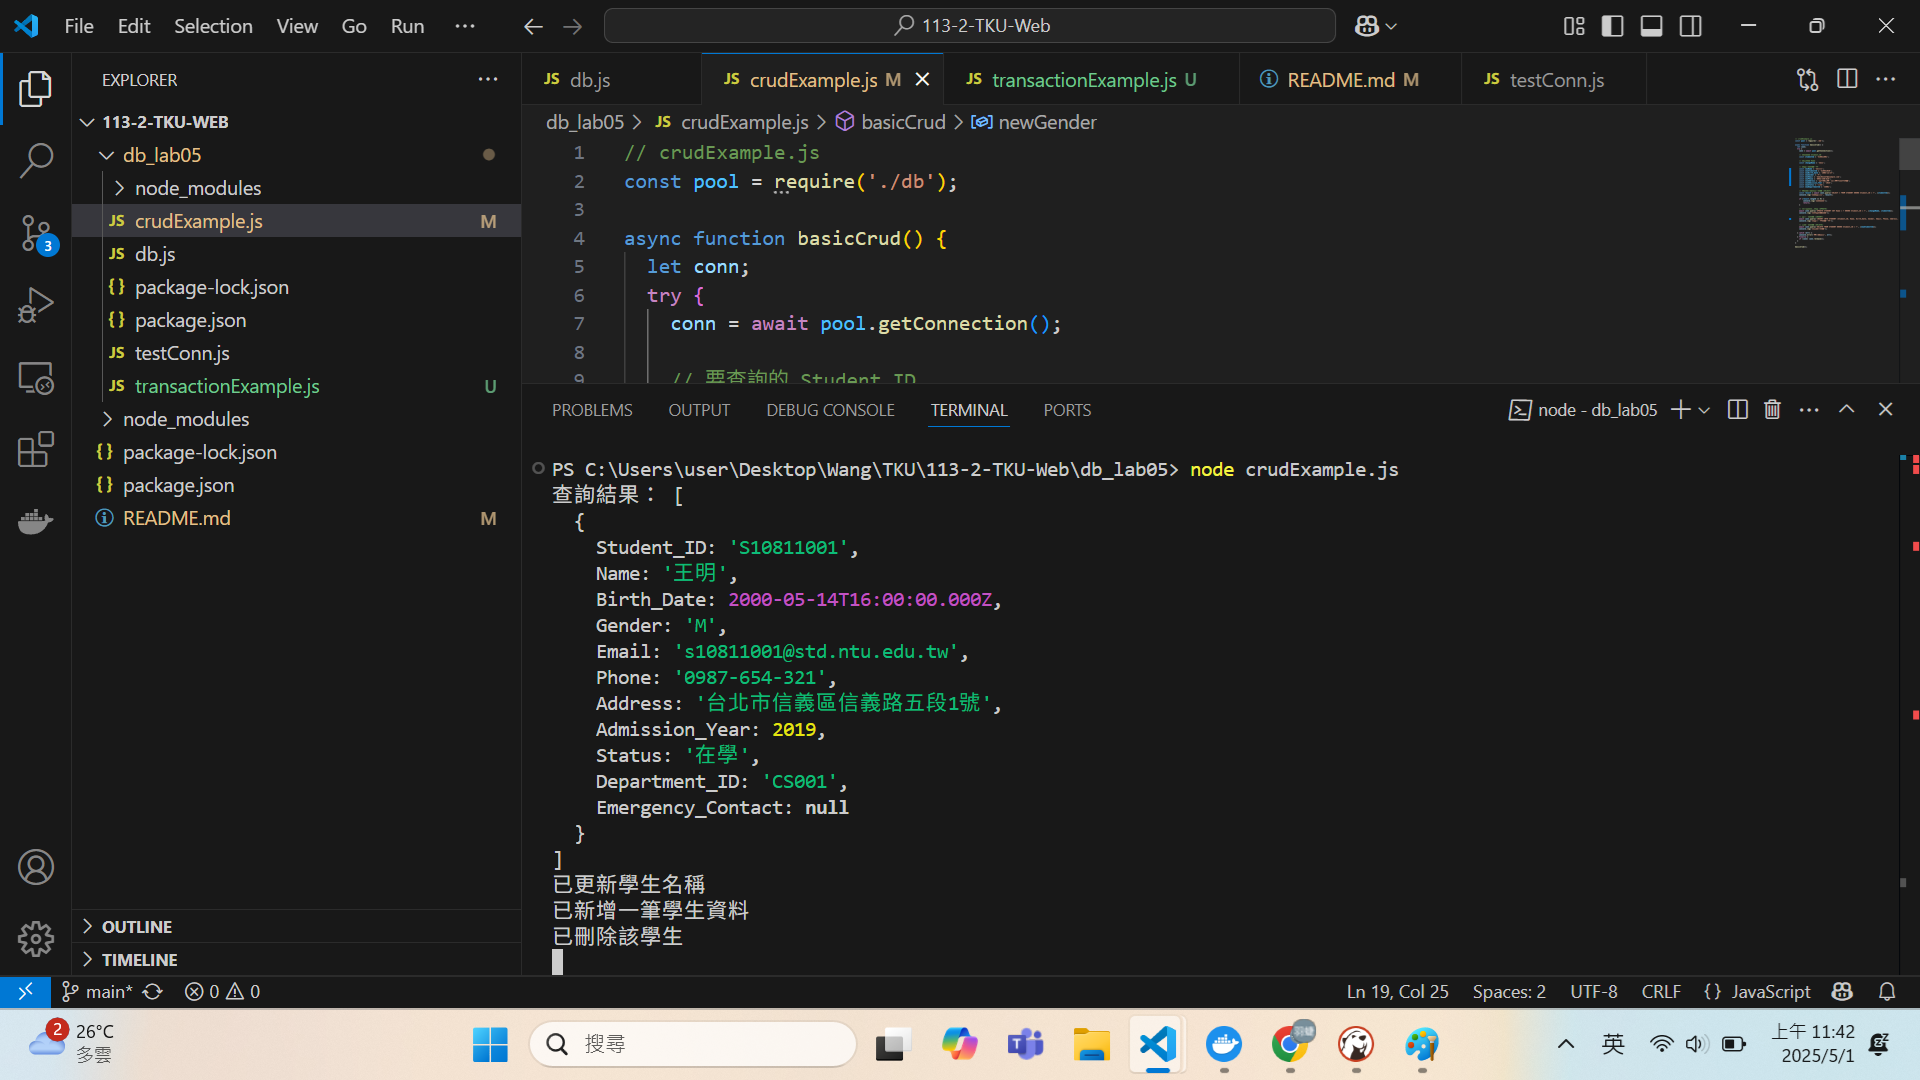 File Edit Selection View Go Run ···
113-2-TKU-Web
EXPLORER
113-2-TKU-WEB
db_lab05
node_modules
JS crudExample.js M
JS db.js
{} package-lock.json
{} package.json
JS testConn.js
JS transactionExample.js U
node_modules
{} package-lock.json
{} package.json
README.md M
OUTLINE
TIMELINE
3
JS db.js
JS crudExample.js M
JS transactionExample.js U
README.md M
JS testConn.js
db_lab05 > JS crudExample.js > basicCrud > newGender
1 // crudExample.js
2 const pool = require('./db');
3
4 async function basicCrud() {
5 let conn;
6 try {
7 conn = await pool.getConnection();
8
9 // 要查詢的 Student_ID
PROBLEMS OUTPUT DEBUG CONSOLE TERMINAL PORTS
node - db_lab05
PS C:\Users\user\Desktop\Wang\TKU\113-2-TKU-Web\db_lab05> node crudExample.js
查詢結果： [
{
Student_ID: 'S10811001',
Name: '王明',
Birth_Date: 2000-05-14T16:00:00.000Z,
Gender: 'M',
Email: 's10811001@std.ntu.edu.tw',
Phone: '0987-654-321',
Address: '台北市信義區信義路五段1號',
Admission_Year: 2019,
Status: '在學',
Department_ID: 'CS001',
Emergency_Contact: null
}
]
已更新學生名稱
已新增一筆學生資料
已刪除該學生
main* 0 0
Ln 19, Col 25 Spaces: 2 UTF-8 CRLF {} JavaScript
2
26°C
多雲
搜尋
羽婕
英
上午 11:42
2025/5/1